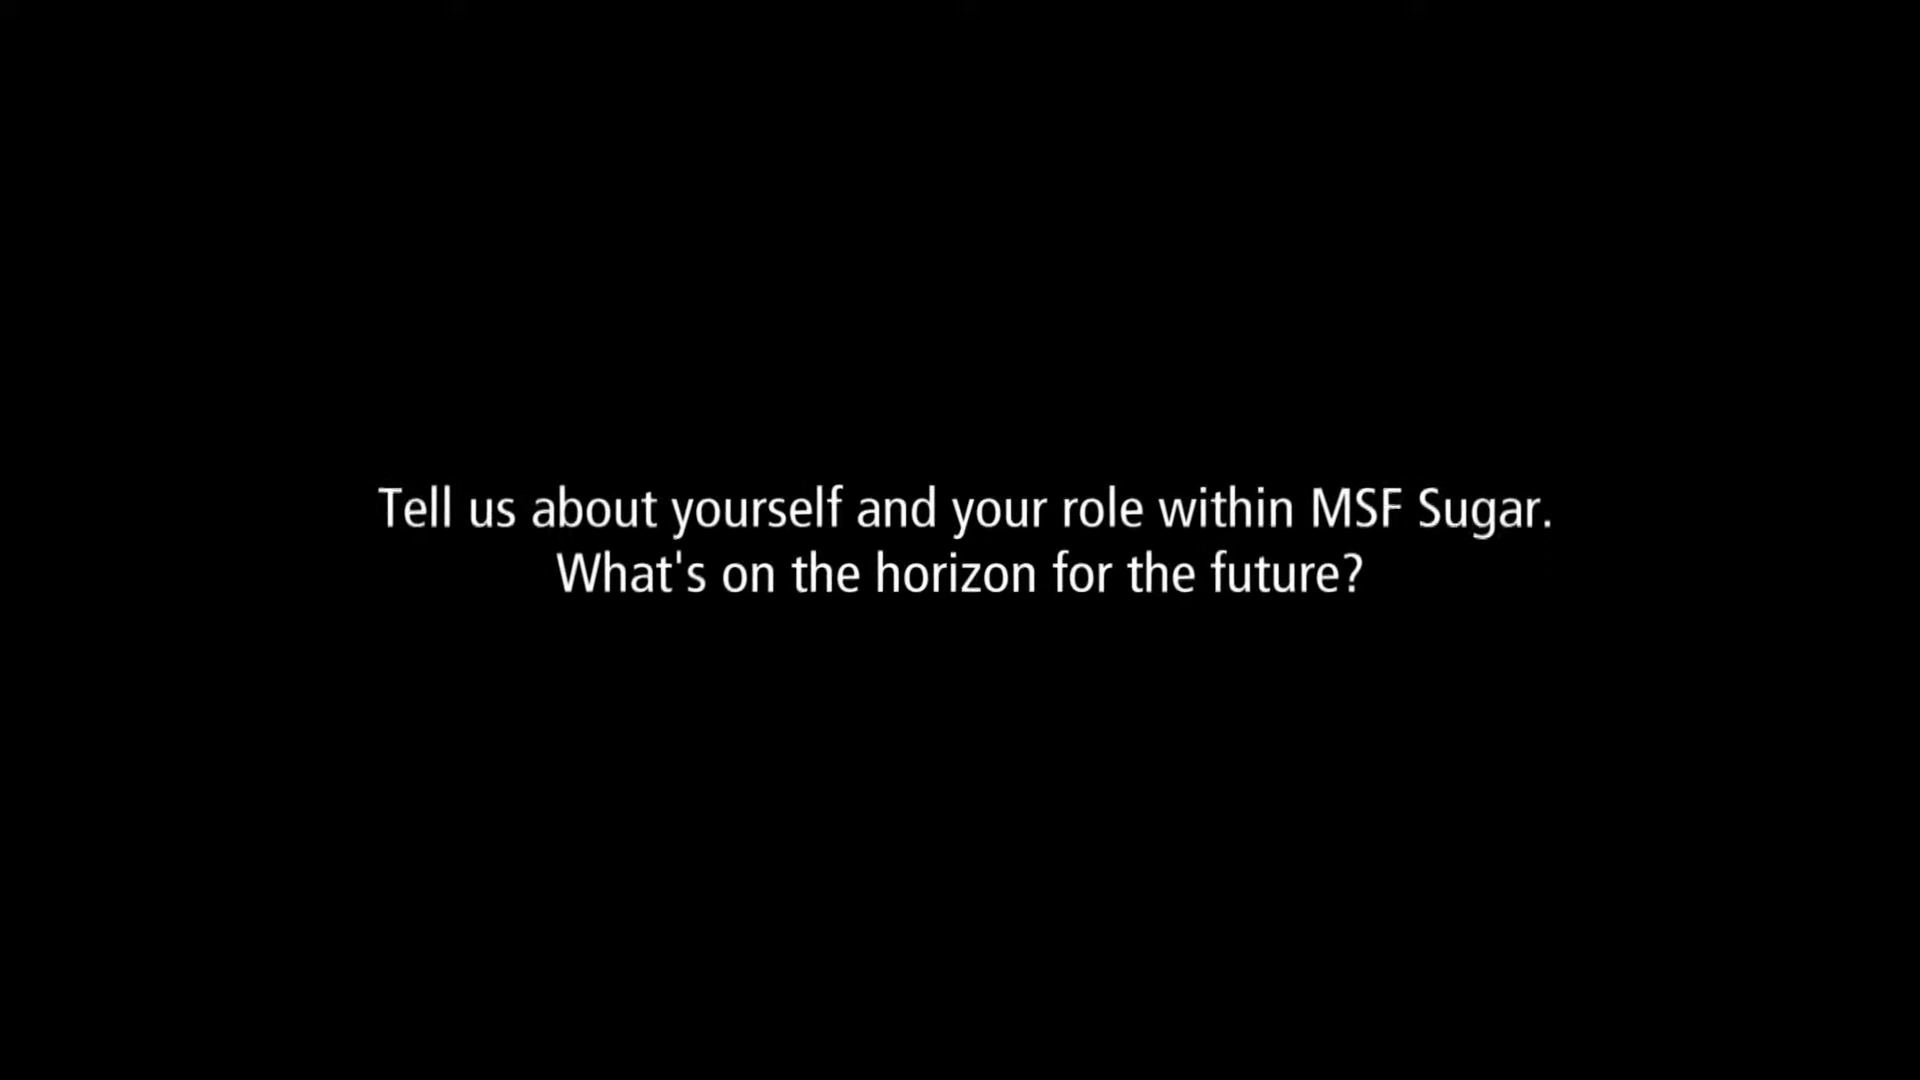 Tell us about yourself and your role within MSF Sugar.
What's on the horizon for the future?